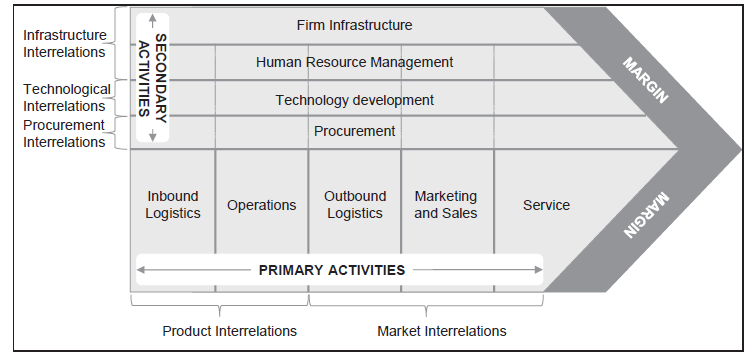 Infrastructure
Interrelations
Technological
Interrelations
Procurement
Interrelations
SECONDARY
ACTIVITIES
Firm Infrastructure
Human Resource Management
Technology development
Procurement
MARGIN
MARGIN
Inbound
Logistics
Operations
Outbound
Logistics
Marketing
and Sales
Service
PRIMARY ACTIVITIES
Product Interrelations
Market Interrelations